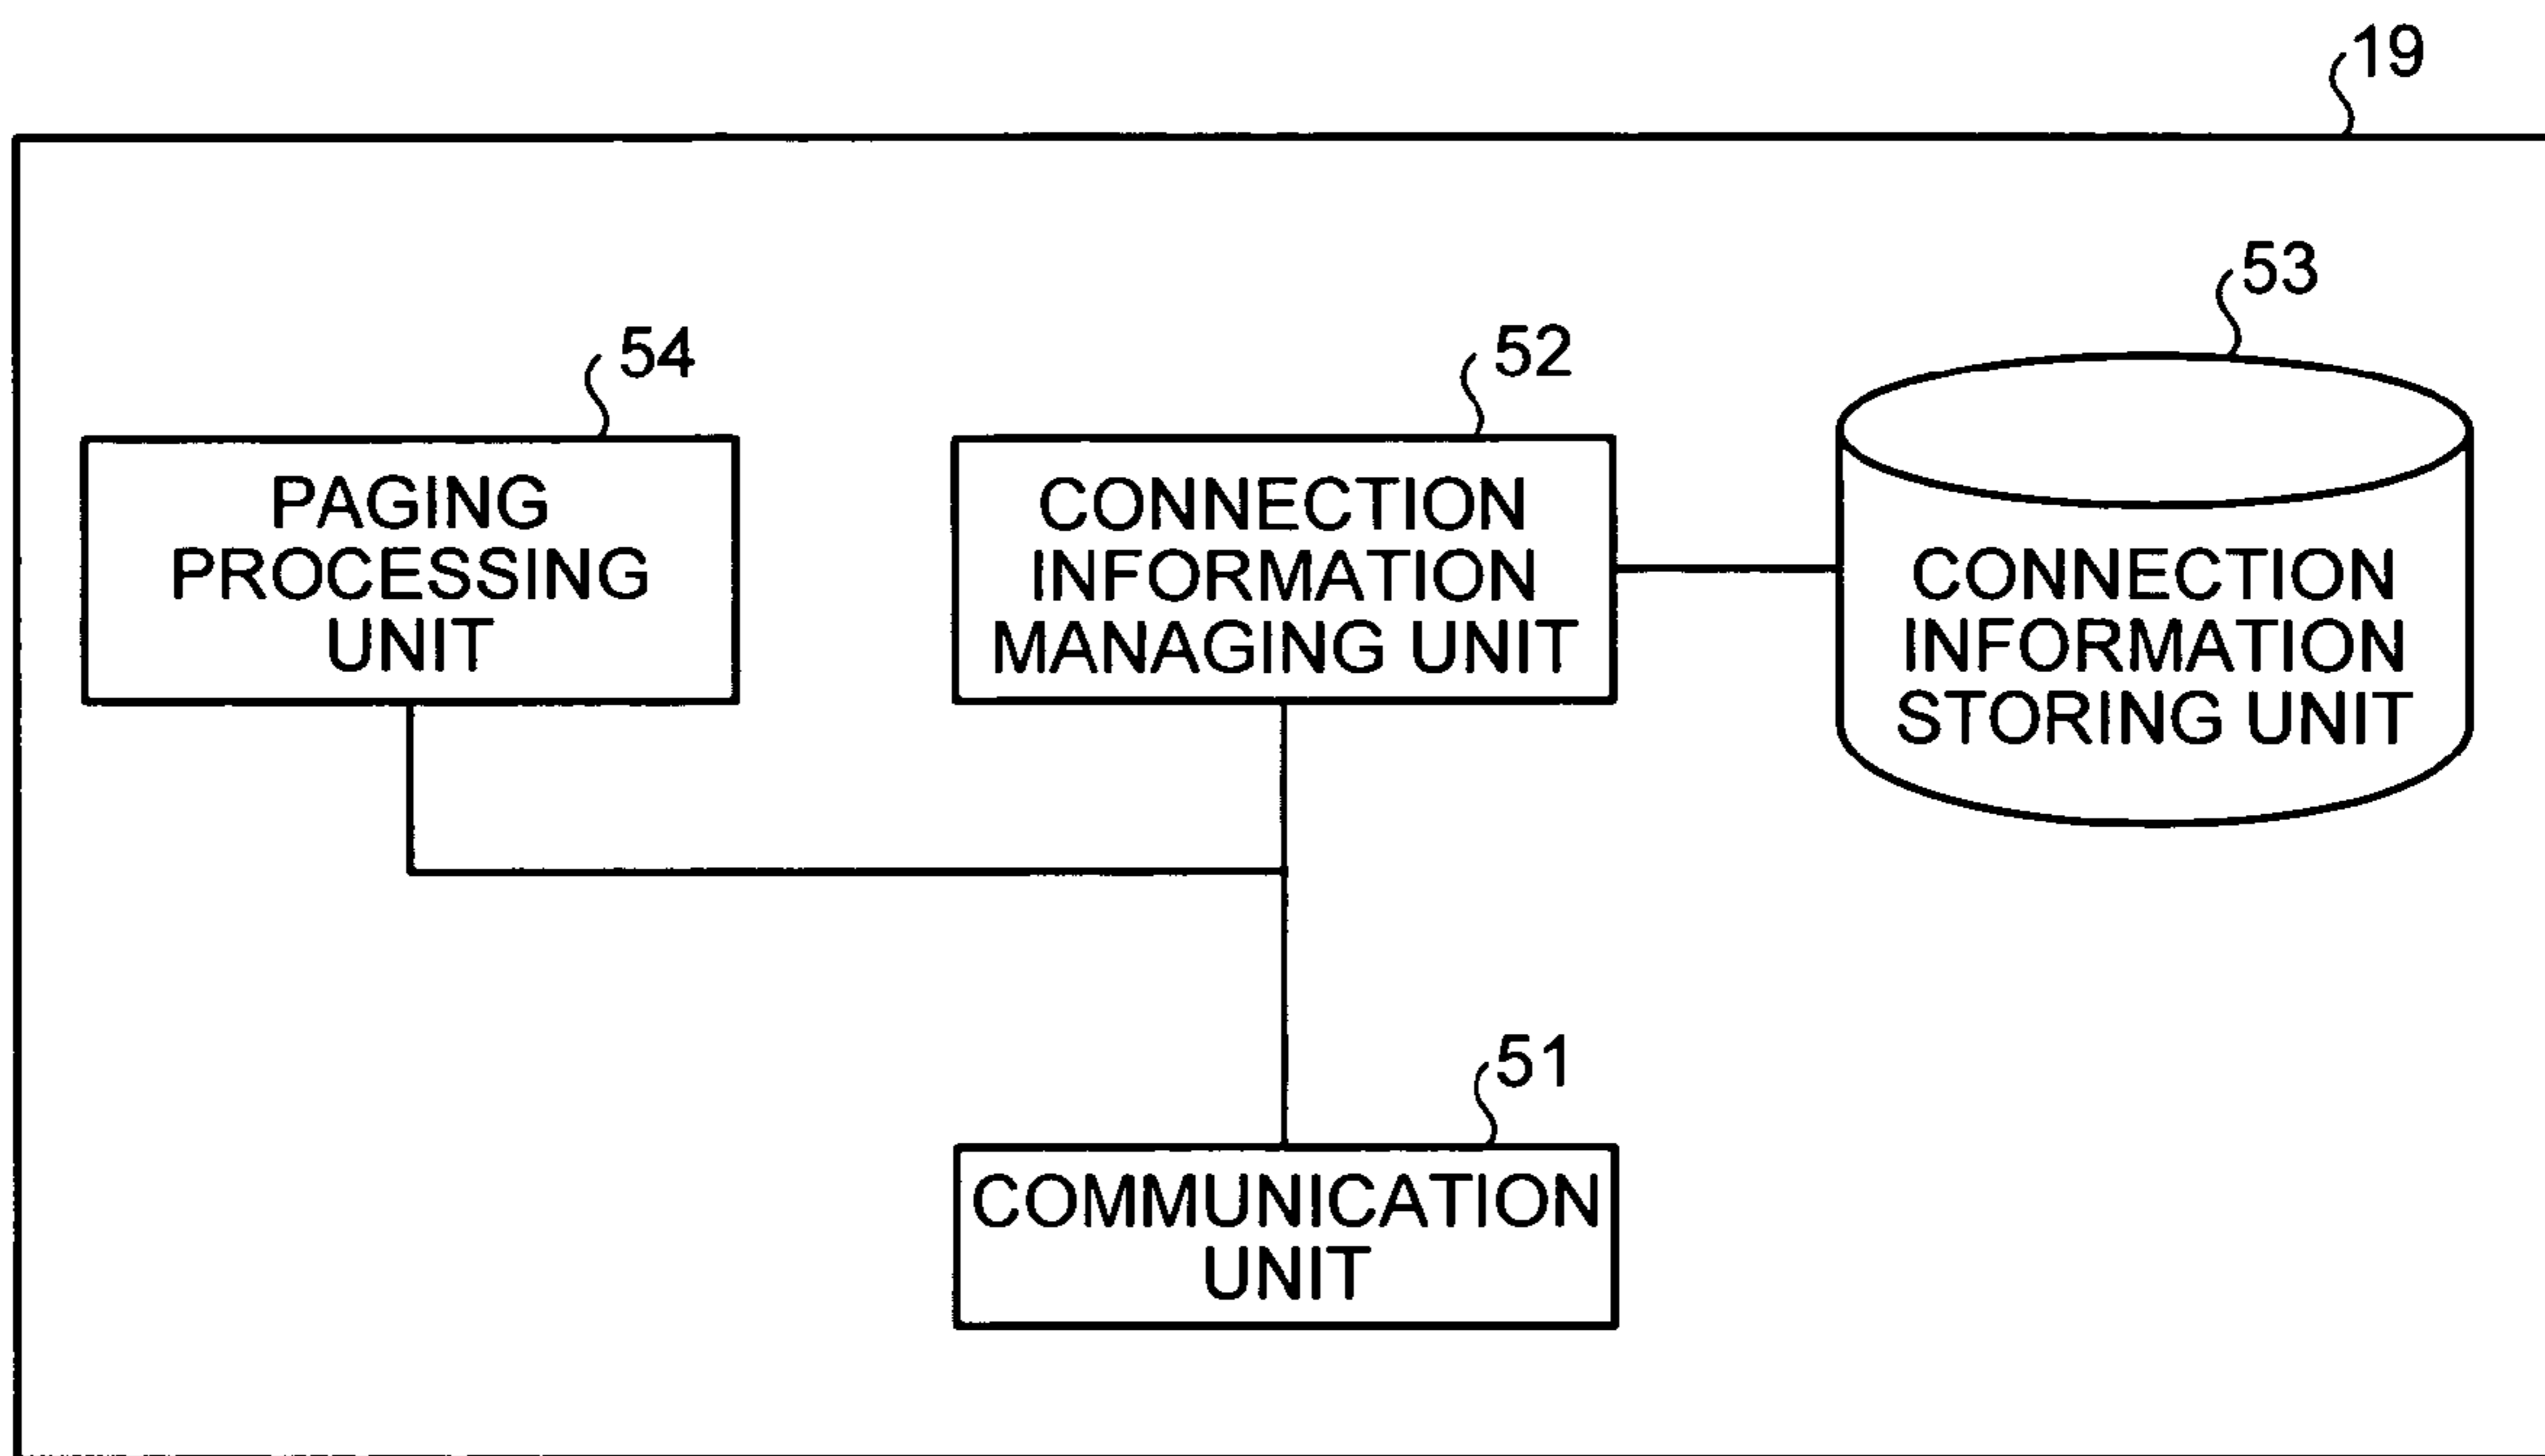 19
53
54
52
PAGING
PROCESSING
UNIT
CONNECTION
INFORMATION
MANAGING UNIT
CONNECTION
INFORMATION
STORING UNIT
51
COMMUNICATION
UNIT